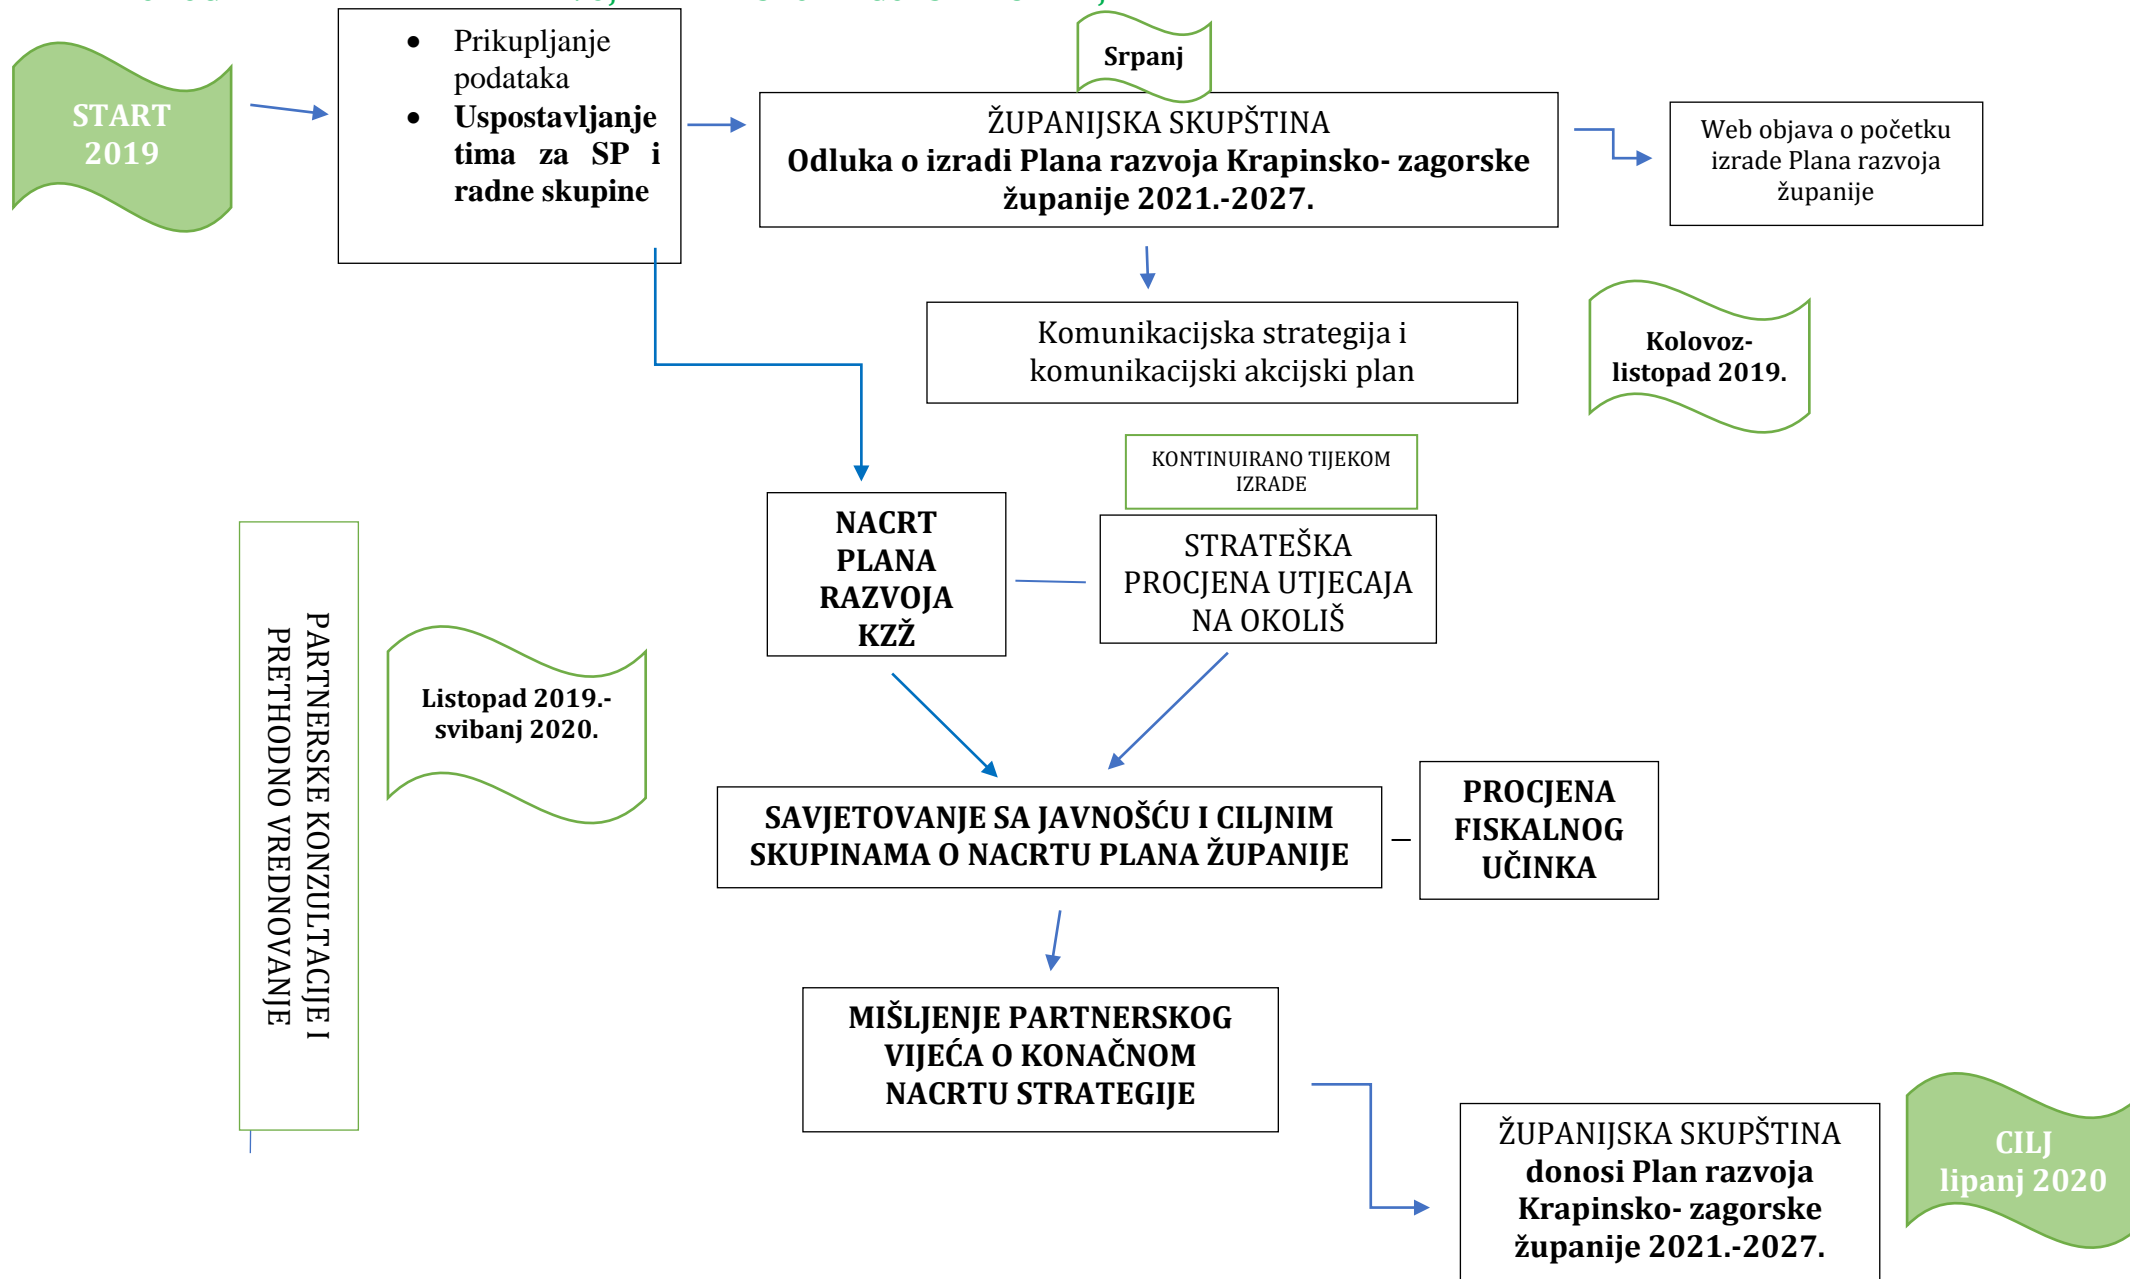 START
2019
• Prikupljanje
podataka
• Uspostavljanje
tima za SP i
radne skupine
Srpanj
ŽUPANIJSKA SKUPŠTINA
Odluka o izradi Plana razvoja Krapinsko- zagorske
županije 2021.-2027.
Web objava o početku
izrade Plana razvoja
županije
Komunikacijska strategija i
komunikacijski akcijski plan
Kolovoz-
listopad 2019.
KONTINUIRANO TIJEKOM
IZRADE
NACRT
PLANA
RAZVOJA
KZŽ
STRATEŠKA
PROCJENA UTJECAJA
NA OKOLIŠ
PARTNERSKE KONZULTACIJE I
PRETHODNO VREDNOVANJE
Listopad 2019.-
svibanj 2020.
SAVJETOVANJE SA JAVNOŠĆU I CILJNIM
SKUPINAMA O NACRTU PLANA ŽUPANIJE
PROCJENA
FISKALNOG
UČINKA
MIŠLJENJE PARTNERSKOG
VIJEĆA O KONAČNOM
NACRTU STRATEGIJE
ŽUPANIJSKA SKUPŠTINA
donosi Plan razvoja
Krapinsko- zagorske
županije 2021.-2027.
CILJ
lipanj 2020